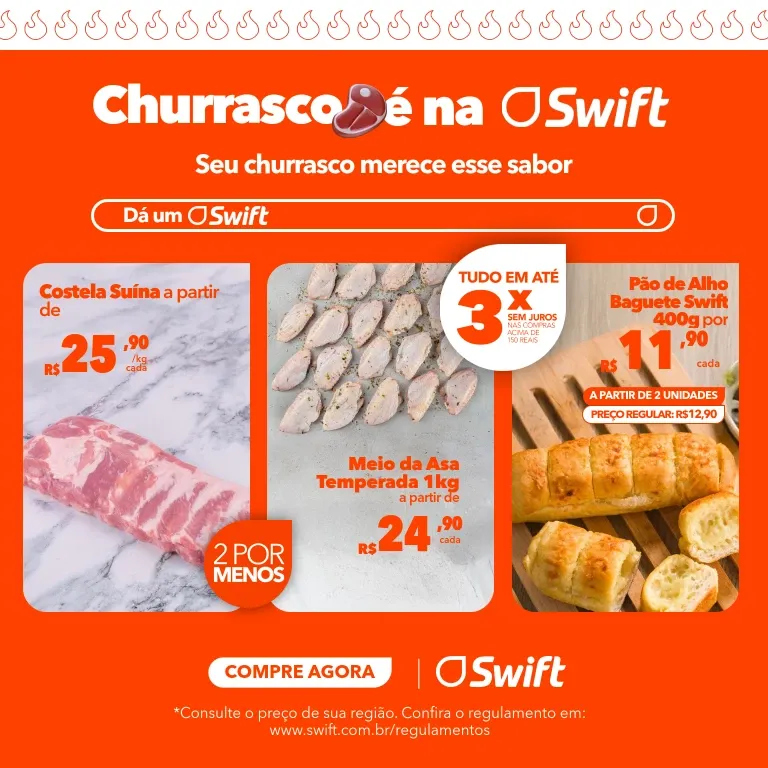 Churrasco é na Swift
Seu churrasco merece esse sabor
Dá um Swift
Costela Suína a partir
de
R$ 25,90
/kg
cada
2 POR
MENOS
Meio da Asa
Temperada 1kg
a partir de
R$ 24,90
cada
TUDO EM ATÉ
3X
SEM JUROS
NAS COMPRAS
ACIMA DE
150 REAIS
Pão de Alho
Baguete Swift
400g por
R$ 11,90
cada
A PARTIR DE 2 UNIDADES
PREÇO REGULAR: R$12,90
COMPRE AGORA | Swift
*Consulte o preço de sua região. Confira o regulamento em:
www.swift.com.br/regulamentos